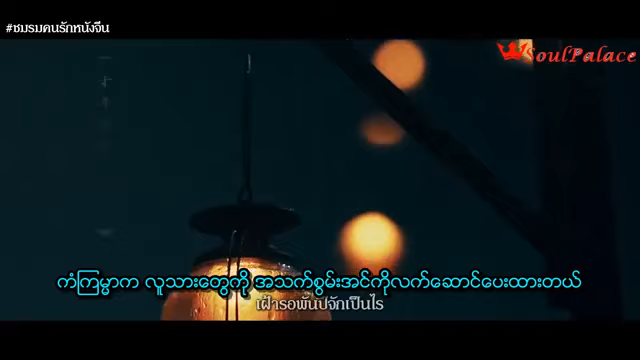 #ชมรมคนรักหนังจีน
SoulPalace
ကံကြမ္မာက လူသားတွေကို အသက်စွမ်းအင်ကိုလက်ဆောင်ပေးထားတယ်
เฝ้ารอพันปีจักเป็นไร